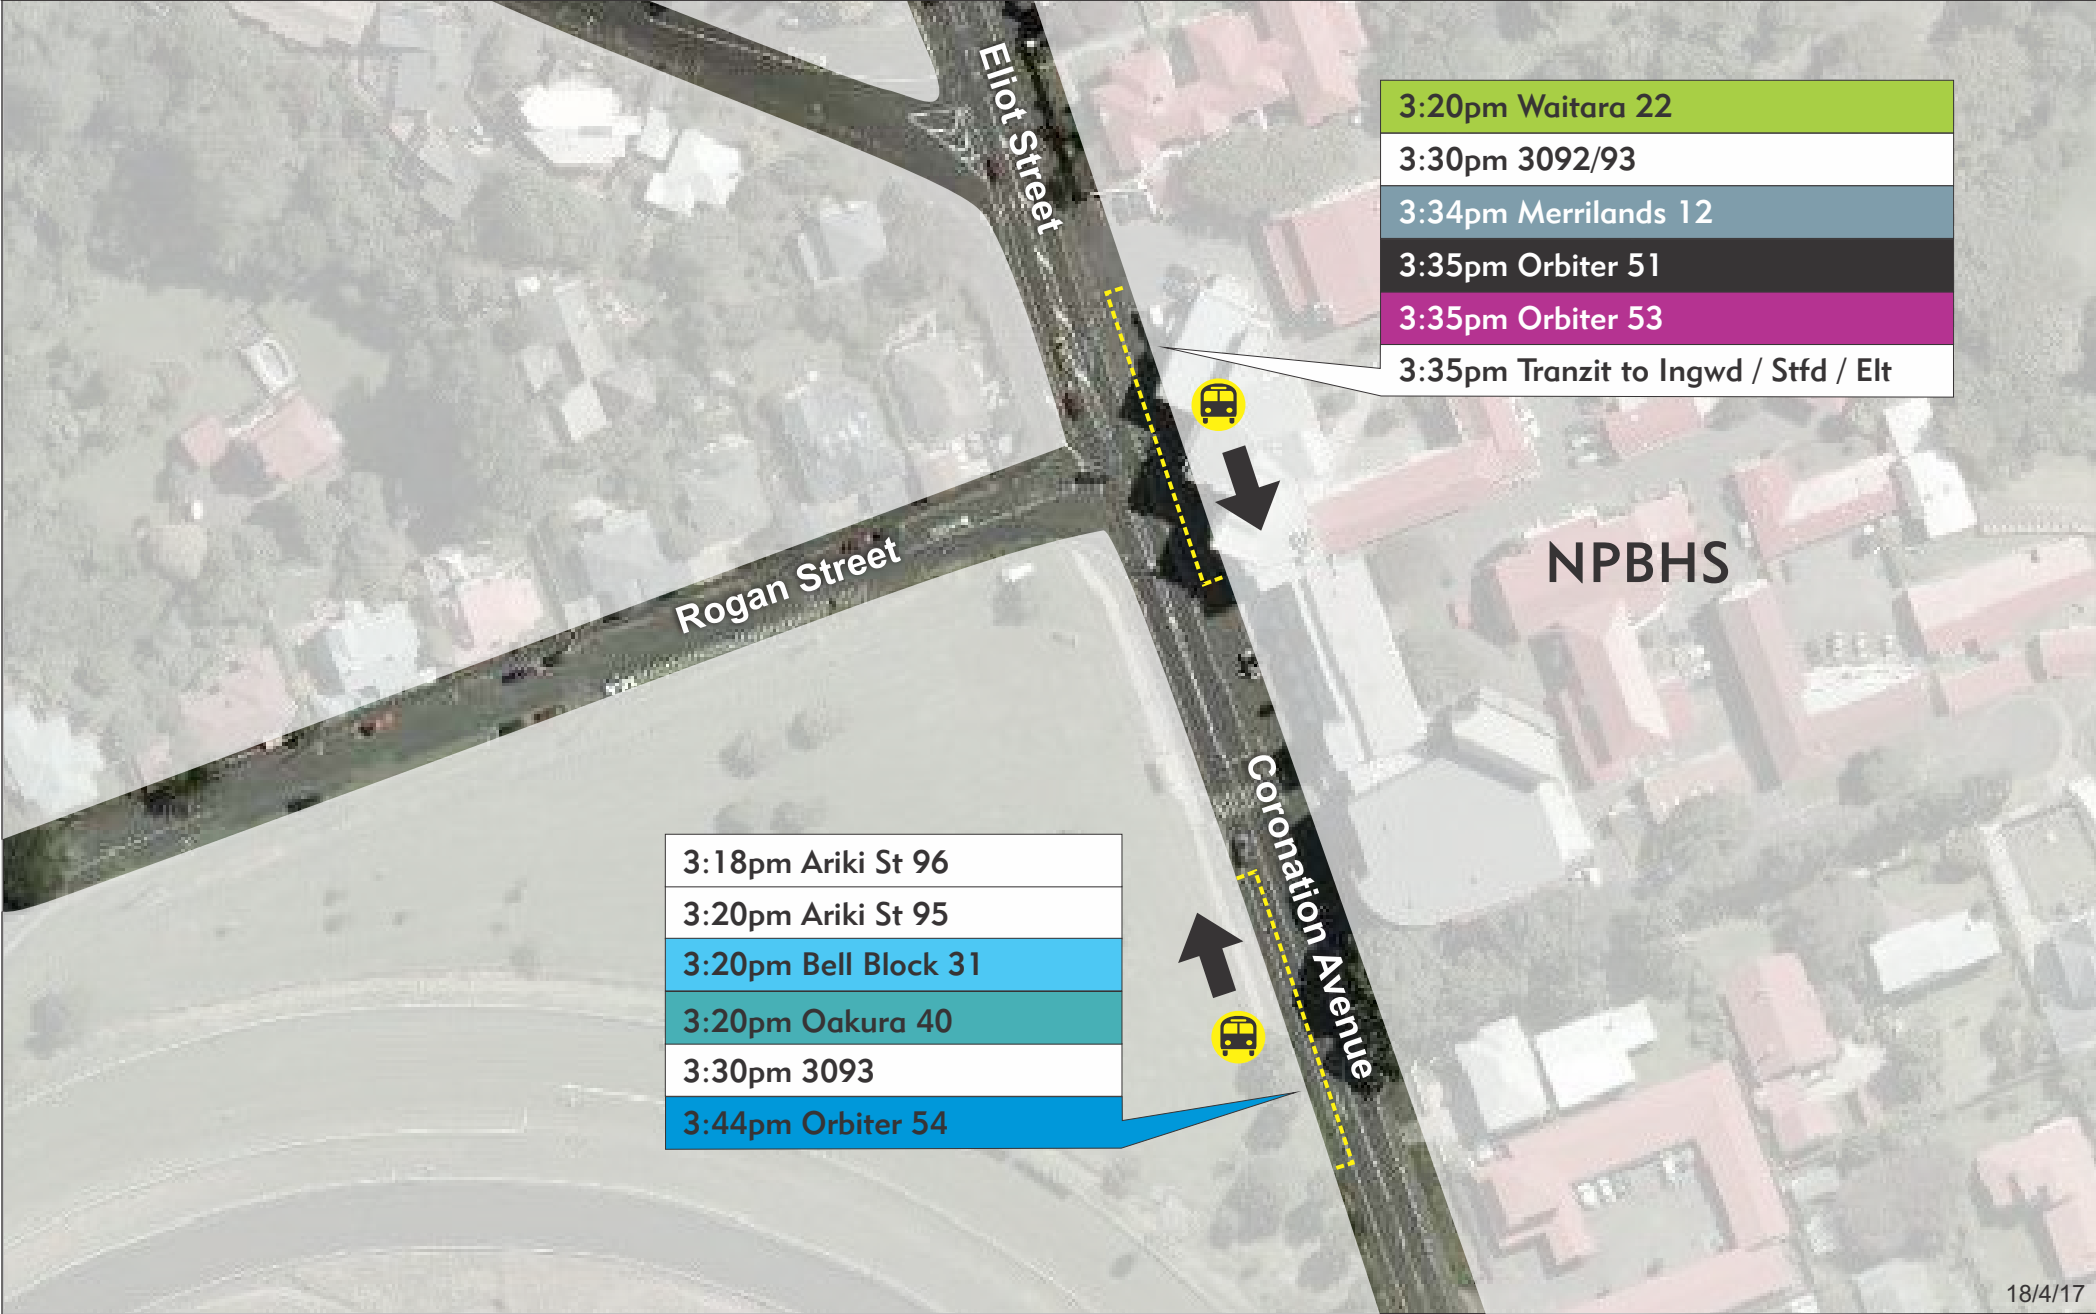 Eliot Street
3:20pm Waitara 22
3:30pm 3092/93
3:34pm Merrilands 12
3:35pm Orbiter 51
3:35pm Orbiter 53
3:35pm Tranzit to Ingwd / Stfd / Elt
NPBHS
Rogan Street
Coronation Avenue
3:18pm Ariki St 96
3:20pm Ariki St 95
3:20pm Bell Block 31
3:20pm Oakura 40
3:30pm 3093
3:44pm Orbiter 54
18/4/17